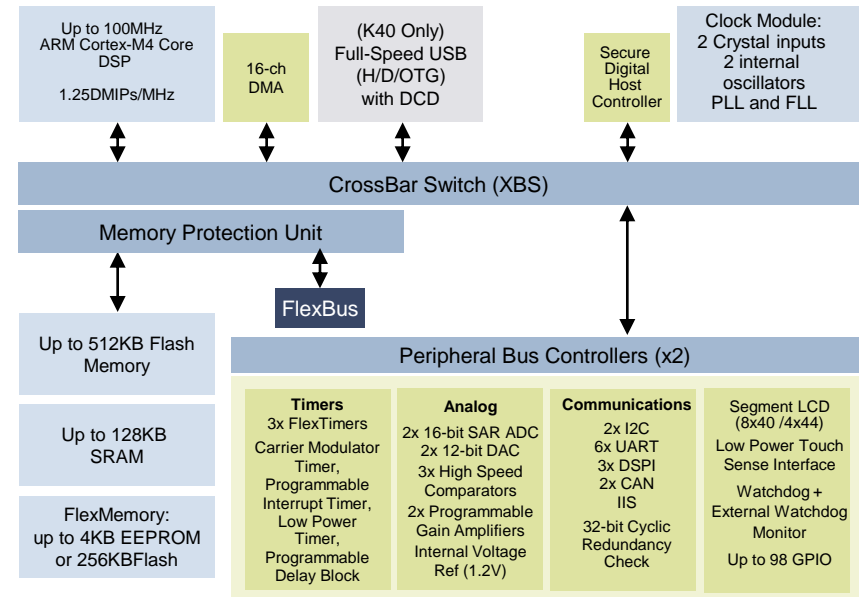 Up to 100MHz
ARM Cortex-M4 Core
DSP
1.25DMIPs/MHz
16-ch
DMA
(K40 Only)
Full-Speed USB
(H/D/OTG)
with DCD
Secure
Digital
Host
Controller
Clock Module:
2 Crystal inputs
2 internal
oscillators
PLL and FLL
CrossBar Switch (XBS)
Memory Protection Unit
FlexBus
Up to 512KB Flash
Memory
Up to 128KB
SRAM
FlexMemory:
up to 4KB EEPROM
or 256KBFlash
Peripheral Bus Controllers (x2)
Timers
3x FlexTimers
Carrier Modulator
Timer,
Programmable
Interrupt Timer,
Low Power
Timer,
Programmable
Delay Block
Analog
2x 16-bit SAR ADC
2x 12-bit DAC
3x High Speed
Comparators
2x Programmable
Gain Amplifiers
Internal Voltage
Ref (1.2V)
Communications
2x I2C
6x UART
3x DSPI
2x CAN
IIS
32-bit Cyclic
Redundancy
Check
Segment LCD
(8x40 /4x44)
Low Power Touch
Sense Interface
Watchdog +
External Watchdog
Monitor
Up to 98 GPIO